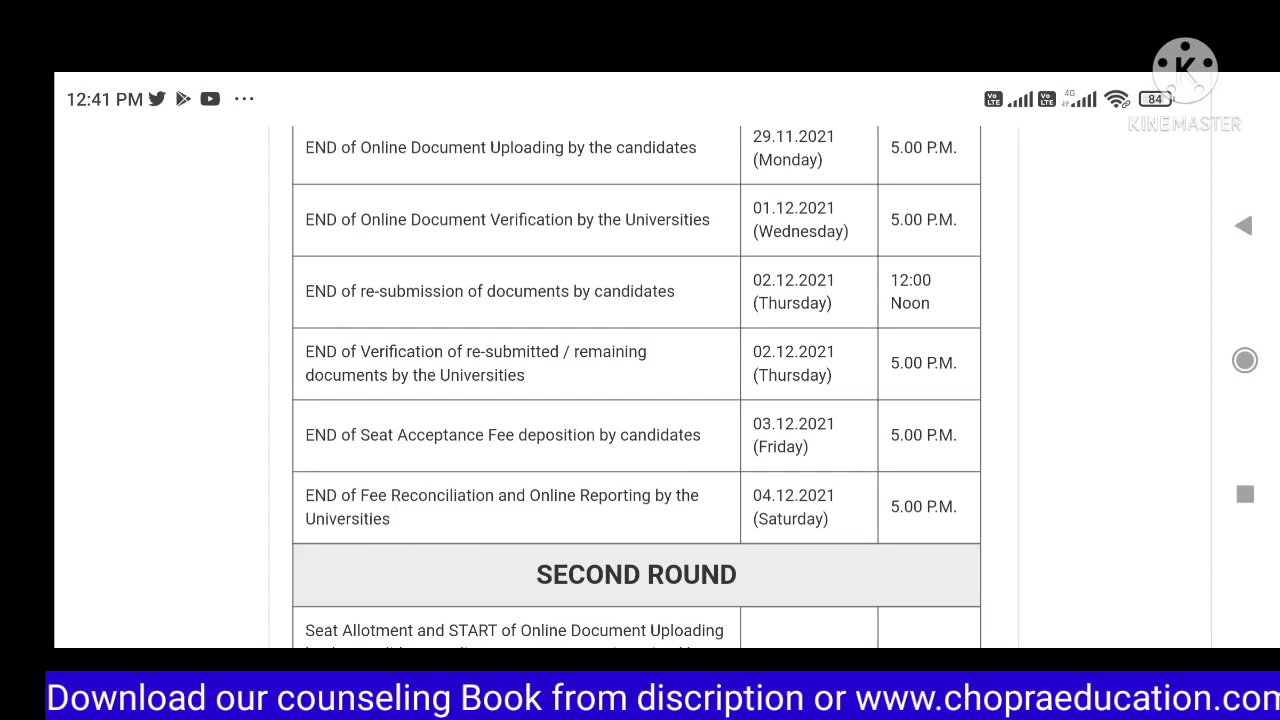 12:41 PM
Vo LTE Vo LTE 4G 84
K
KINEMASTER
END of Online Document Uploading by the candidates
29.11.2021
(Monday)
5.00 P.M.
END of Online Document Verification by the Universities
01.12.2021
(Wednesday)
5.00 P.M.
END of re-submission of documents by candidates
02.12.2021
(Thursday)
12:00
Noon
END of Verification of re-submitted / remaining
documents by the Universities
02.12.2021
(Thursday)
5.00 P.M.
END of Seat Acceptance Fee deposition by candidates
03.12.2021
(Friday)
5.00 P.M.
END of Fee Reconciliation and Online Reporting by the
Universities
04.12.2021
(Saturday)
5.00 P.M.
SECOND ROUND
Seat Allotment and START of Online Document Uploading
Download our counseling Book from discription or www.chopraeducation.com